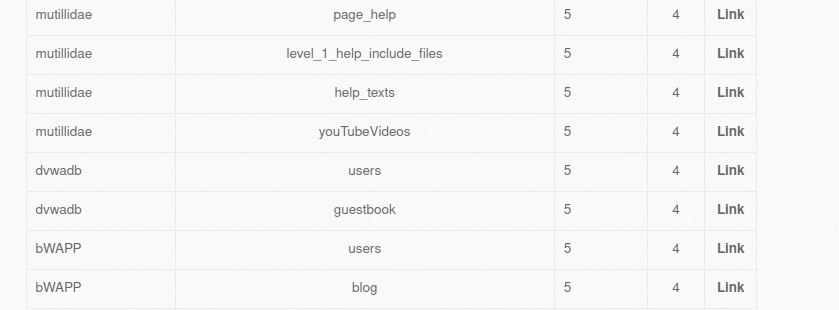 mutillidae page_help 5 4 Link
mutillidae level_1_help_include_files 5 4 Link
mutillidae help_texts 5 4 Link
mutillidae youTubeVideos 5 4 Link
dvwadb users 5 4 Link
dvwadb guestbook 5 4 Link
bWAPP users 5 4 Link
bWAPP blog 5 4 Link